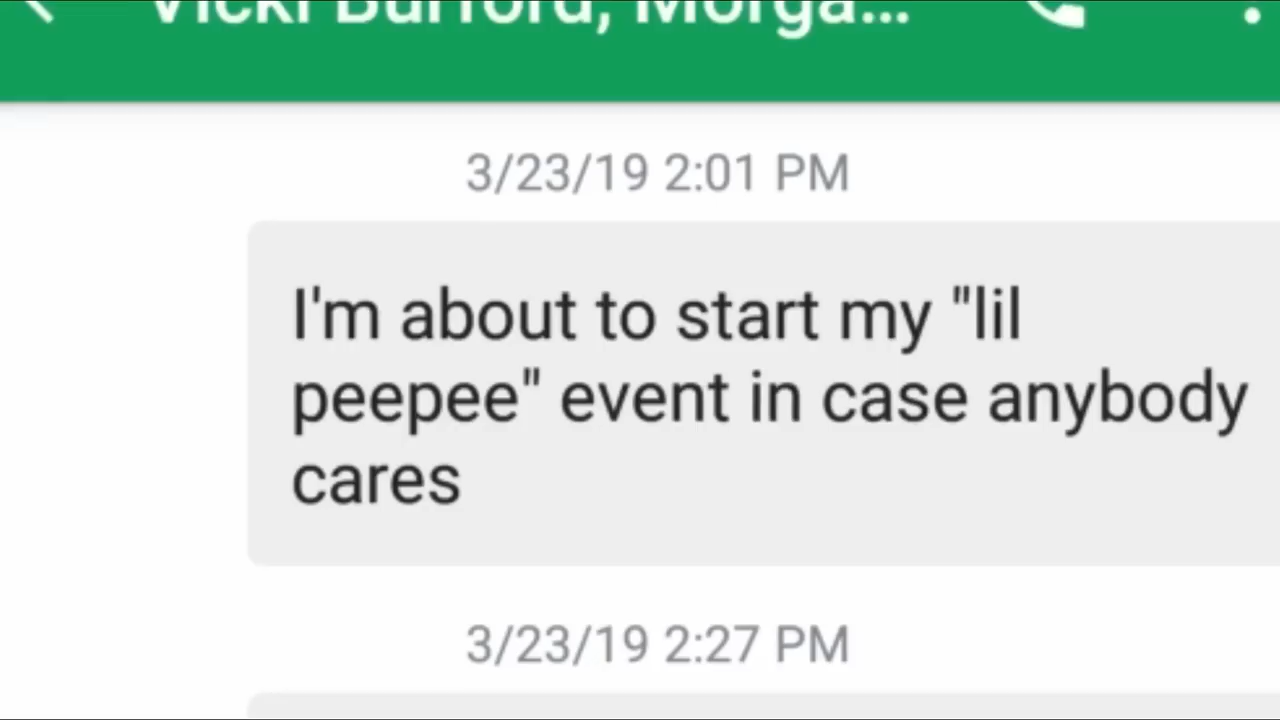 Vicki Burford, Morga...
3/23/19 2:01 PM
I'm about to start my "lil
peepee" event in case anybody
cares
3/23/19 2:27 PM